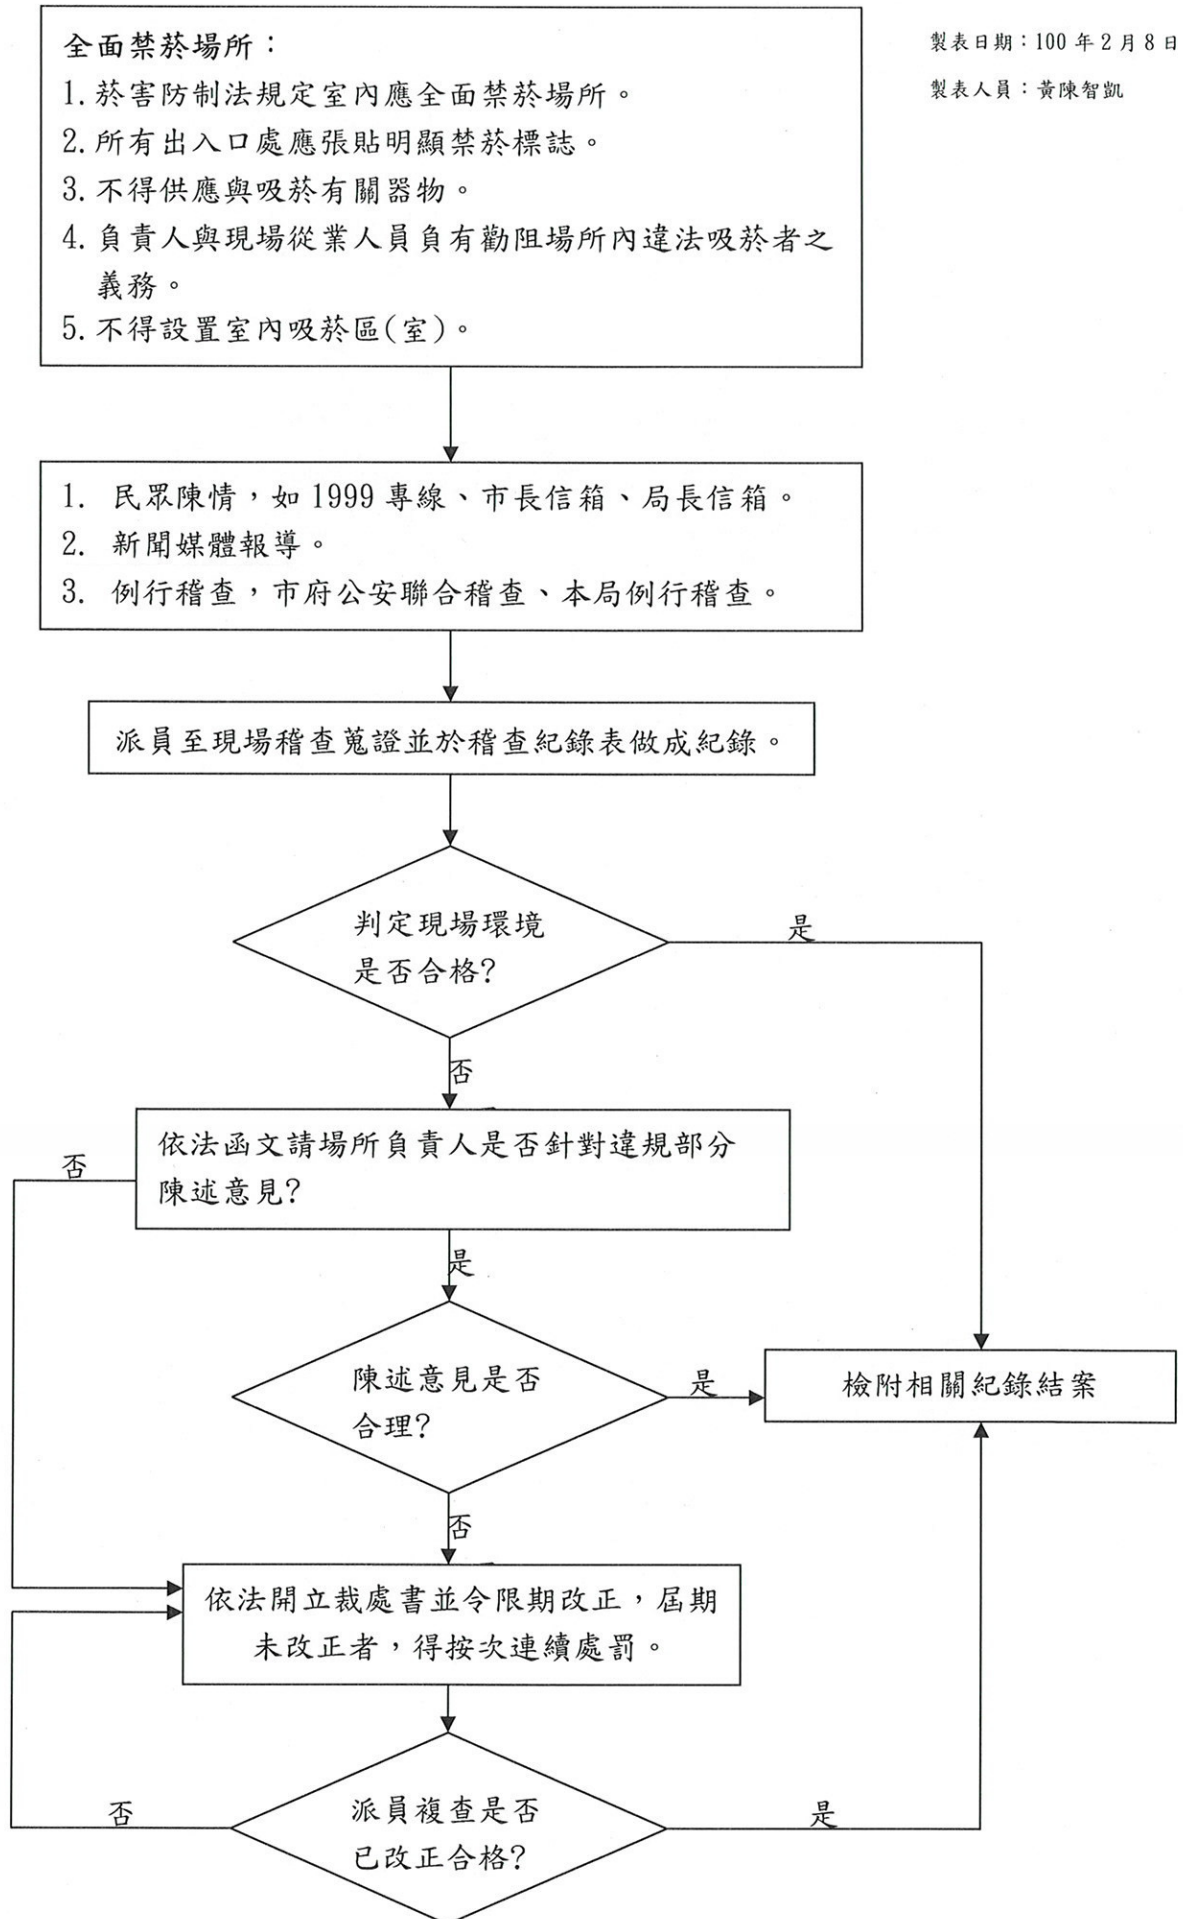 製表日期：100 年 2 月 8 日
製表人員：黃陳智凱
全面禁菸場所：
1. 菸害防制法規定室內應全面禁菸場所。
2. 所有出入口處應張貼明顯禁菸標誌。
3. 不得供應與吸菸有關器物。
4. 負責人與現場從業人員負有勸阻場所內違法吸菸者之
義務。
5. 不得設置室內吸菸區(室)。
1. 民眾陳情，如 1999 專線、市長信箱、局長信箱。
2. 新聞媒體報導。
3. 例行稽查，市府公安聯合稽查、本局例行稽查。
派員至現場稽查蒐證並於稽查紀錄表做成紀錄。
判定現場環境
是否合格?
是
否
依法函文請場所負責人是否針對違規部分
陳述意見?
否
是
陳述意見是否
合理?
是
檢附相關紀錄結案
否
依法開立裁處書並令限期改正，屆期
未改正者，得按次連續處罰。
派員複查是否
已改正合格?
否
是